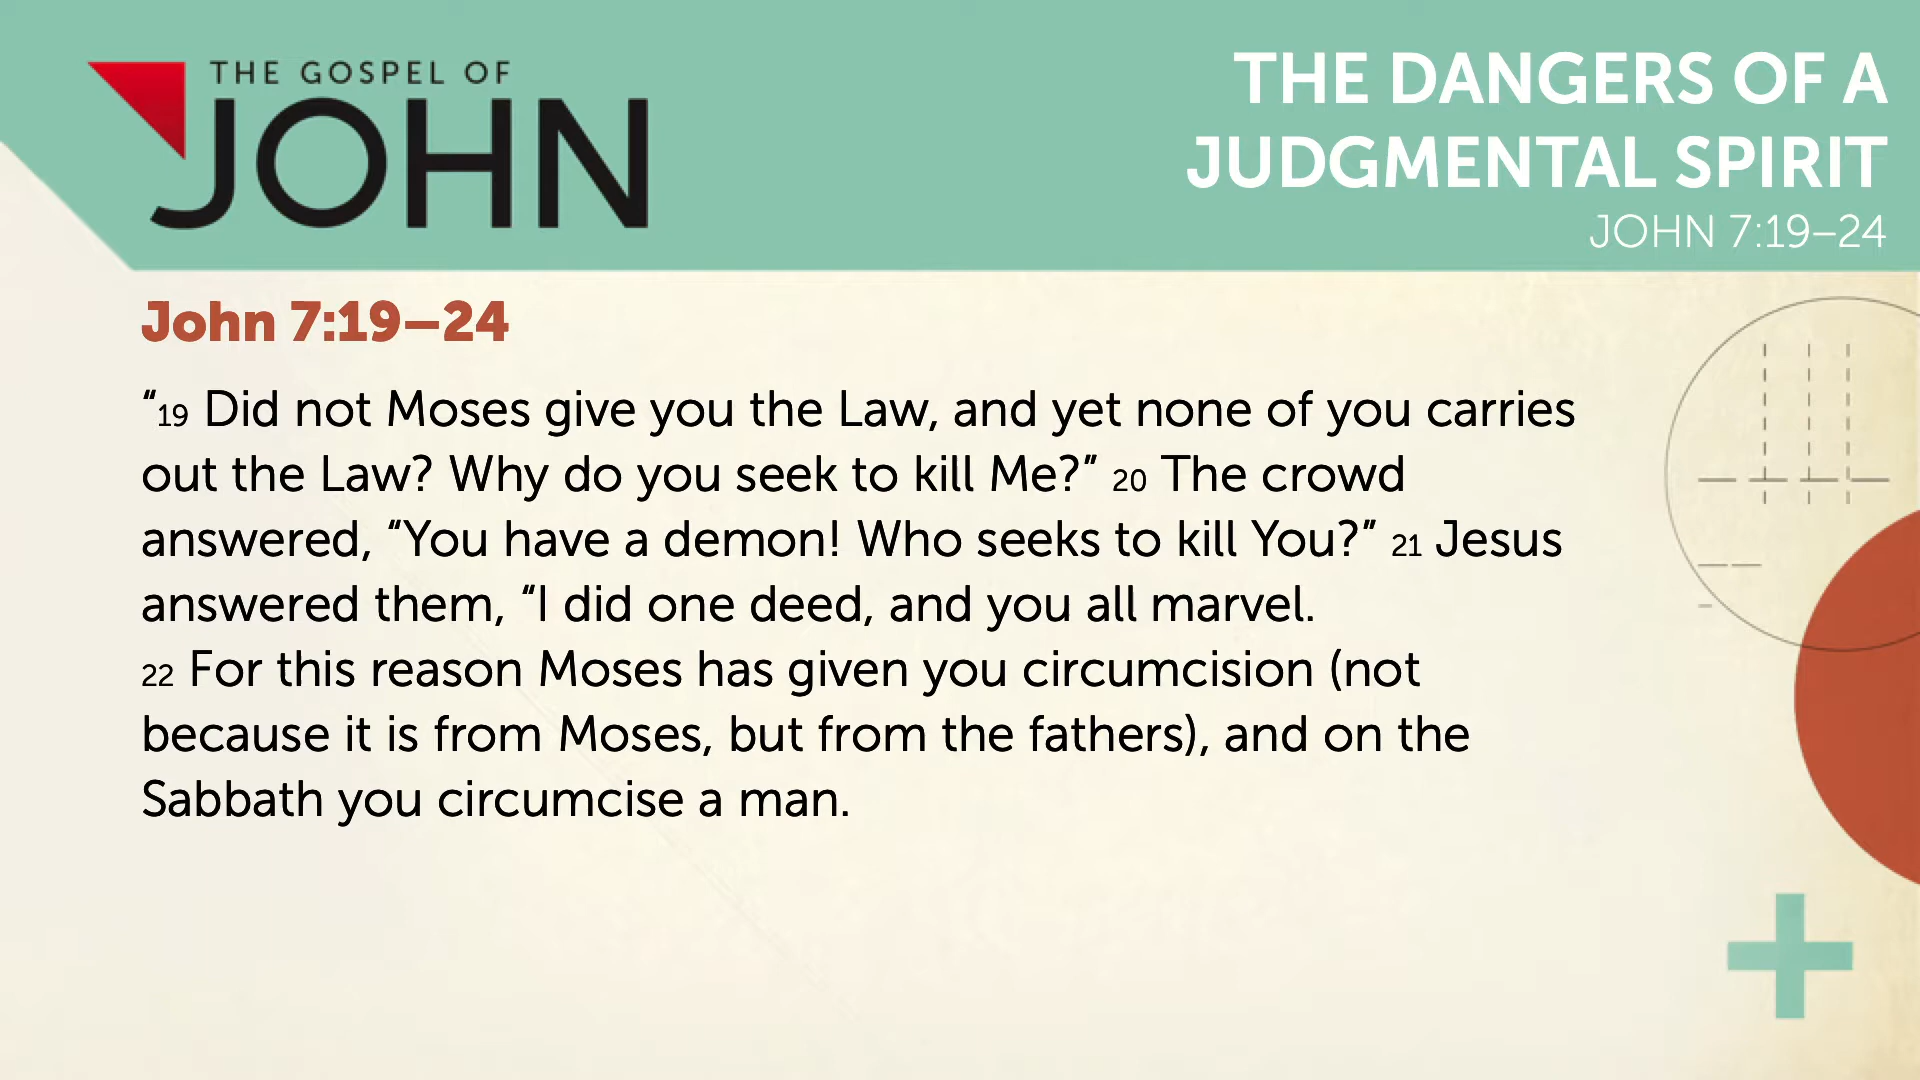 THE GOSPEL OF
JOHN
THE DANGERS OF A
JUDGMENTAL SPIRIT
JOHN 7:19–24
John 7:19–24
“19 Did not Moses give you the Law, and yet none of you carries
out the Law? Why do you seek to kill Me?” 20 The crowd
answered, “You have a demon! Who seeks to kill You?” 21 Jesus
answered them, “I did one deed, and you all marvel.
22 For this reason Moses has given you circumcision (not
because it is from Moses, but from the fathers), and on the
Sabbath you circumcise a man.